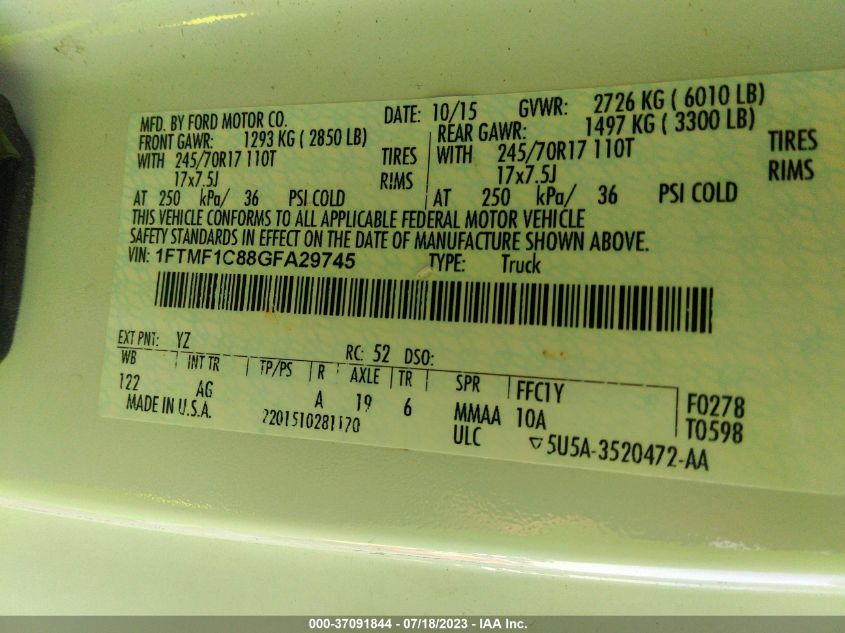 MFD. BY FORD MOTOR CO. DATE: 10/15 GVWR: 2726 KG ( 6010 LB)
FRONT GAWR: 1293 KG ( 2850 LB) REAR GAWR: 1497 KG ( 3300 LB)
WITH 245/70R17 110T TIRES WITH 245/70R17 110T TIRES
17x7.5J RIMS 17x7.5J RIMS
AT 250 kPa/ 36 PSI COLD AT 250 kPa/ 36 PSI COLD
THIS VEHICLE CONFORMS TO ALL APPLICABLE FEDERAL MOTOR VEHICLE
SAFETY STANDARDS IN EFFECT ON THE DATE OF MANUFACTURE SHOWN ABOVE.
VIN: 1FTMF1C88GFA29745 TYPE: Truck
EXT PNT: YZ RC: 52 DSO:
WB INT TR TP/PS R AXLE TR SPR FFC1Y F0278
122 AG A 19 6 MMAA 10A T0598
MADE IN U.S.A. 2201510281170 ULC ▽5U5A-3520472-AA
000-37091844 / 07/18/2023 - IAA Inc.